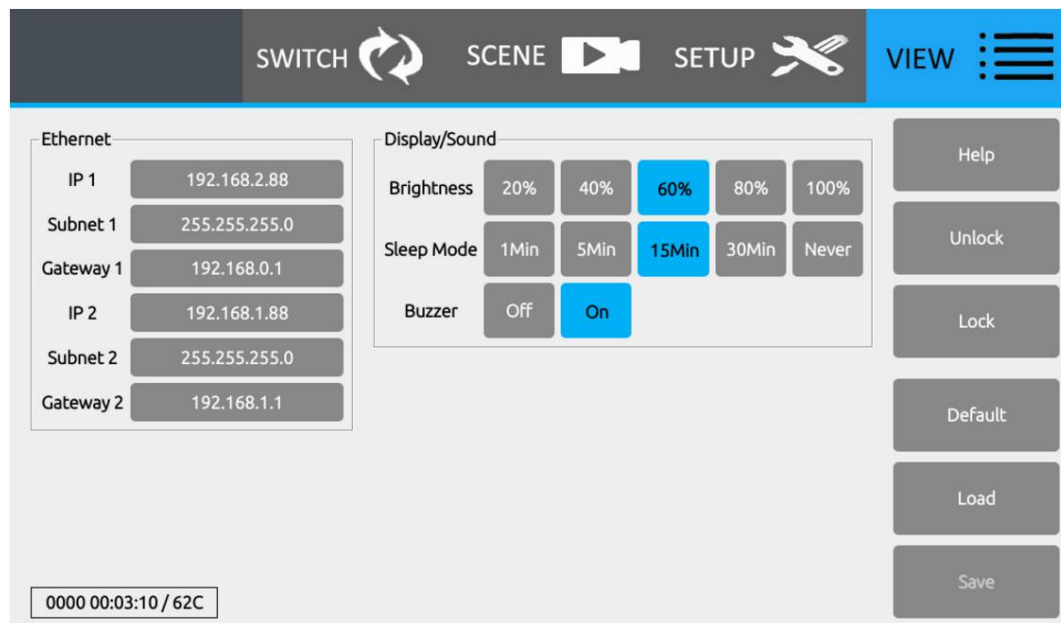 SWITCH SCENE SETUP VIEW
Ethernet
IP 1 192.168.2.88
Subnet 1 255.255.255.0
Gateway 1 192.168.0.1
IP 2 192.168.1.88
Subnet 2 255.255.255.0
Gateway 2 192.168.1.1
Display/Sound
Brightness 20% 40% 60% 80% 100%
Sleep Mode 1Min 5Min 15Min 30Min Never
Buzzer Off On
Help
Unlock
Lock
Default
Load
Save
0000 00:03:10 / 62C